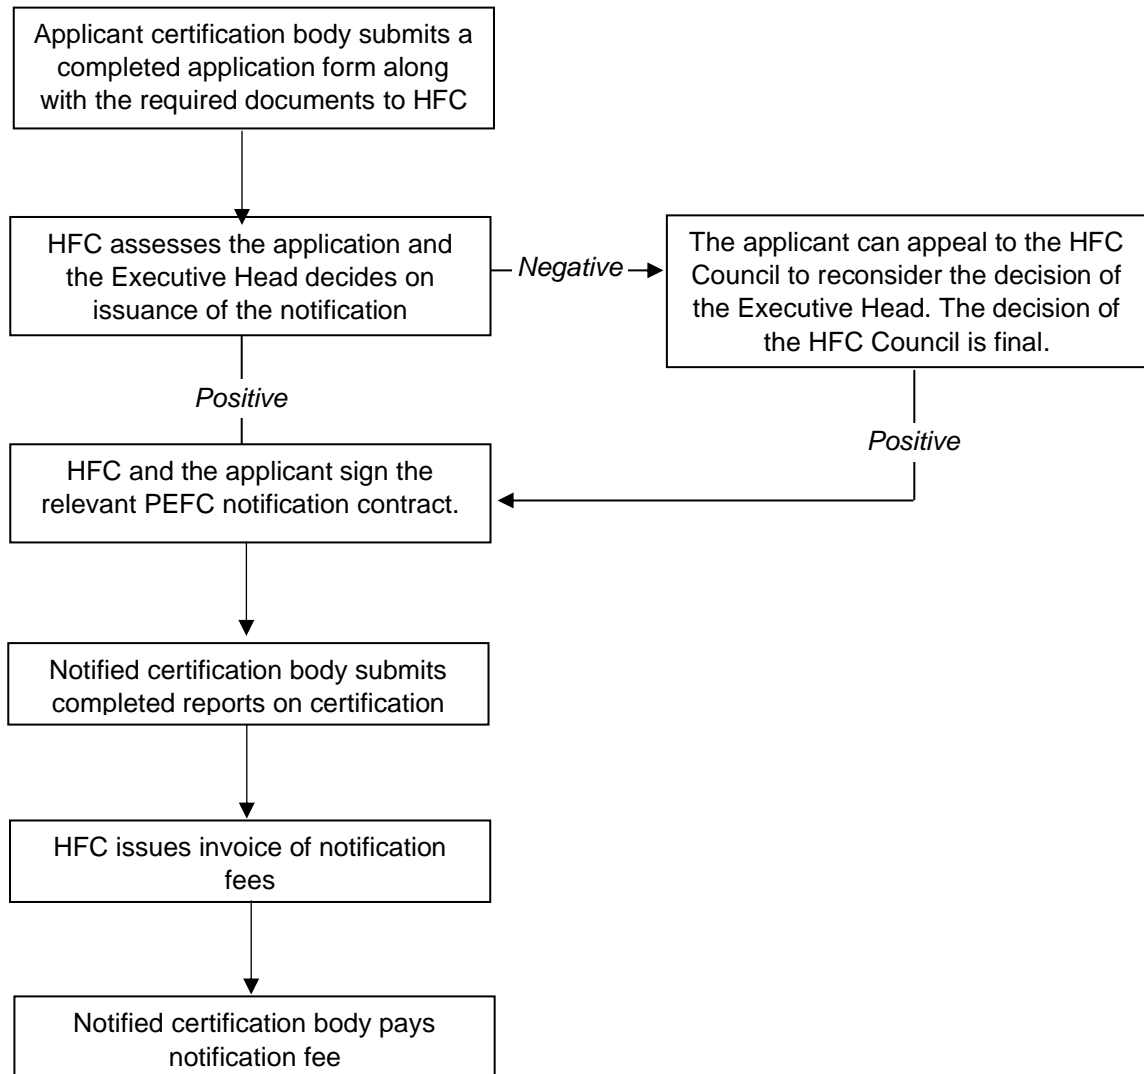 Applicant certification body submits a
completed application form along
with the required documents to HFC
HFC assesses the application and
the Executive Head decides on
issuance of the notification
Negative
The applicant can appeal to the HFC
Council to reconsider the decision of
the Executive Head. The decision of
the HFC Council is final.
Positive
Positive
HFC and the applicant sign the
relevant PEFC notification contract.
Notified certification body submits
completed reports on certification
HFC issues invoice of notification
fees
Notified certification body pays
notification fee